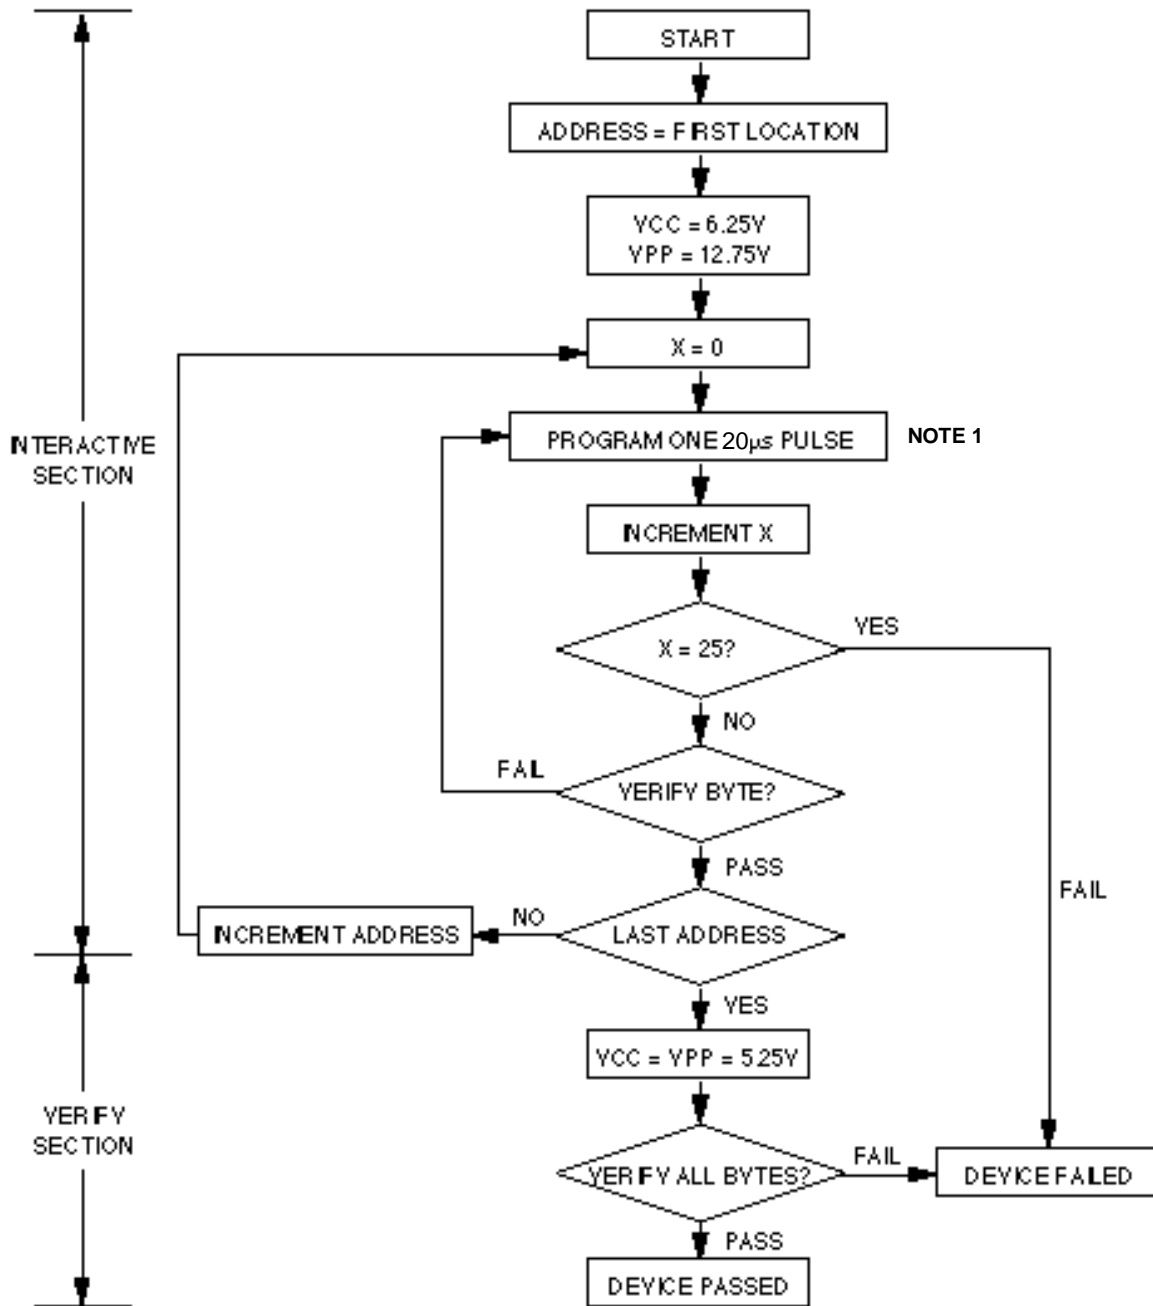 START
ADDRESS = FIRST LOCATION
VCC = 6.25V
VPP = 12.75V
X = 0
INTERACTIVE
SECTION
PROGRAM ONE 20µs PULSE
NOTE 1
INCREMENT X
X = 25?
YES
NO
FAIL
VERIFY BYTE?
PASS
FAIL
INCREMENT ADDRESS
NO
LAST ADDRESS
YES
VCC = VPP = 5.25V
VERIFY
SECTION
VERIFY ALL BYTES?
FAIL
DEVICE FAILED
PASS
DEVICE PASSED